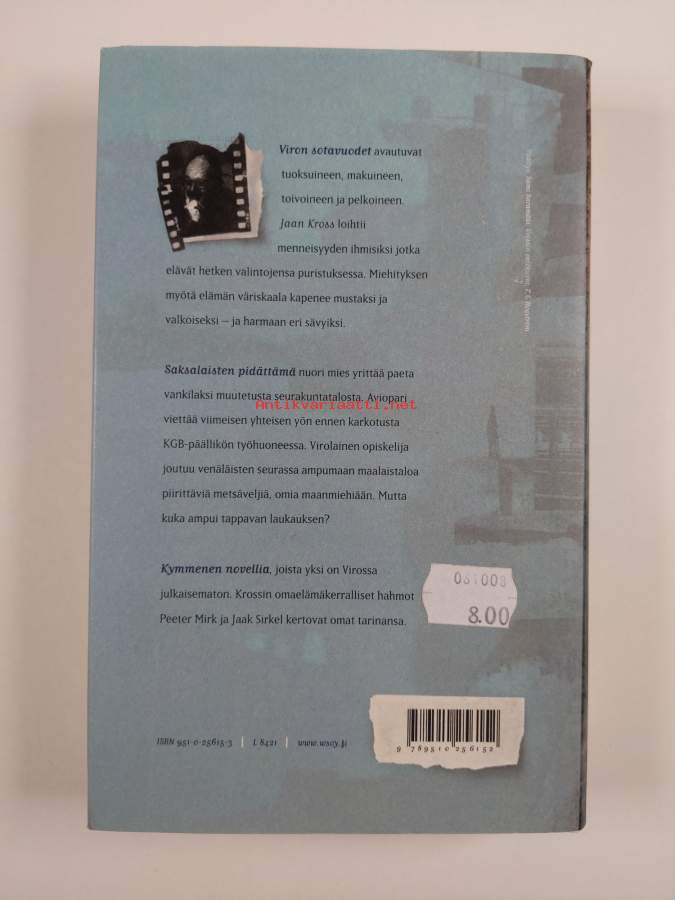 Viron sotavuodet avautuvat
tuoksuineen, makuineen,
toivoineen ja pelkoineen.
Jaan Kross loihtii
menneisyyden ihmisiksi jotka
elävät hetken valintojensa puristuksessa. Miehityksen
myötä elämän väriskaala kapenee mustaksi ja
valkoiseksi – ja harmaan eri sävyiksi.
Saksalaisten pidättämä nuori mies yrittää paeta
vankilaksi muutetusta seurakuntatalosta. Aviopari
Antikvariaatti.net
viettää viimeisen yhteisen yön ennen karkotusta
KGB-päällikön työhuoneessa. Virolainen opiskelija
joutuu venäläisten seurassa ampumaan maalaistaloa
piirittäviä metsäveljiä, omia maanmiehiään. Mutta
kuka ampui tappavan laukauksen?
Kymmenen novellia, joista yksi on Virossa
julkaisematon. Krossin omaelämäkerralliset hahmot
Peeter Mirk ja Jaak Sirkel kertovat omat tarinansa.
8.00
ISBN 951-0-25615-3 | L 8421 | www.wsoy.fi
9 789510 256152